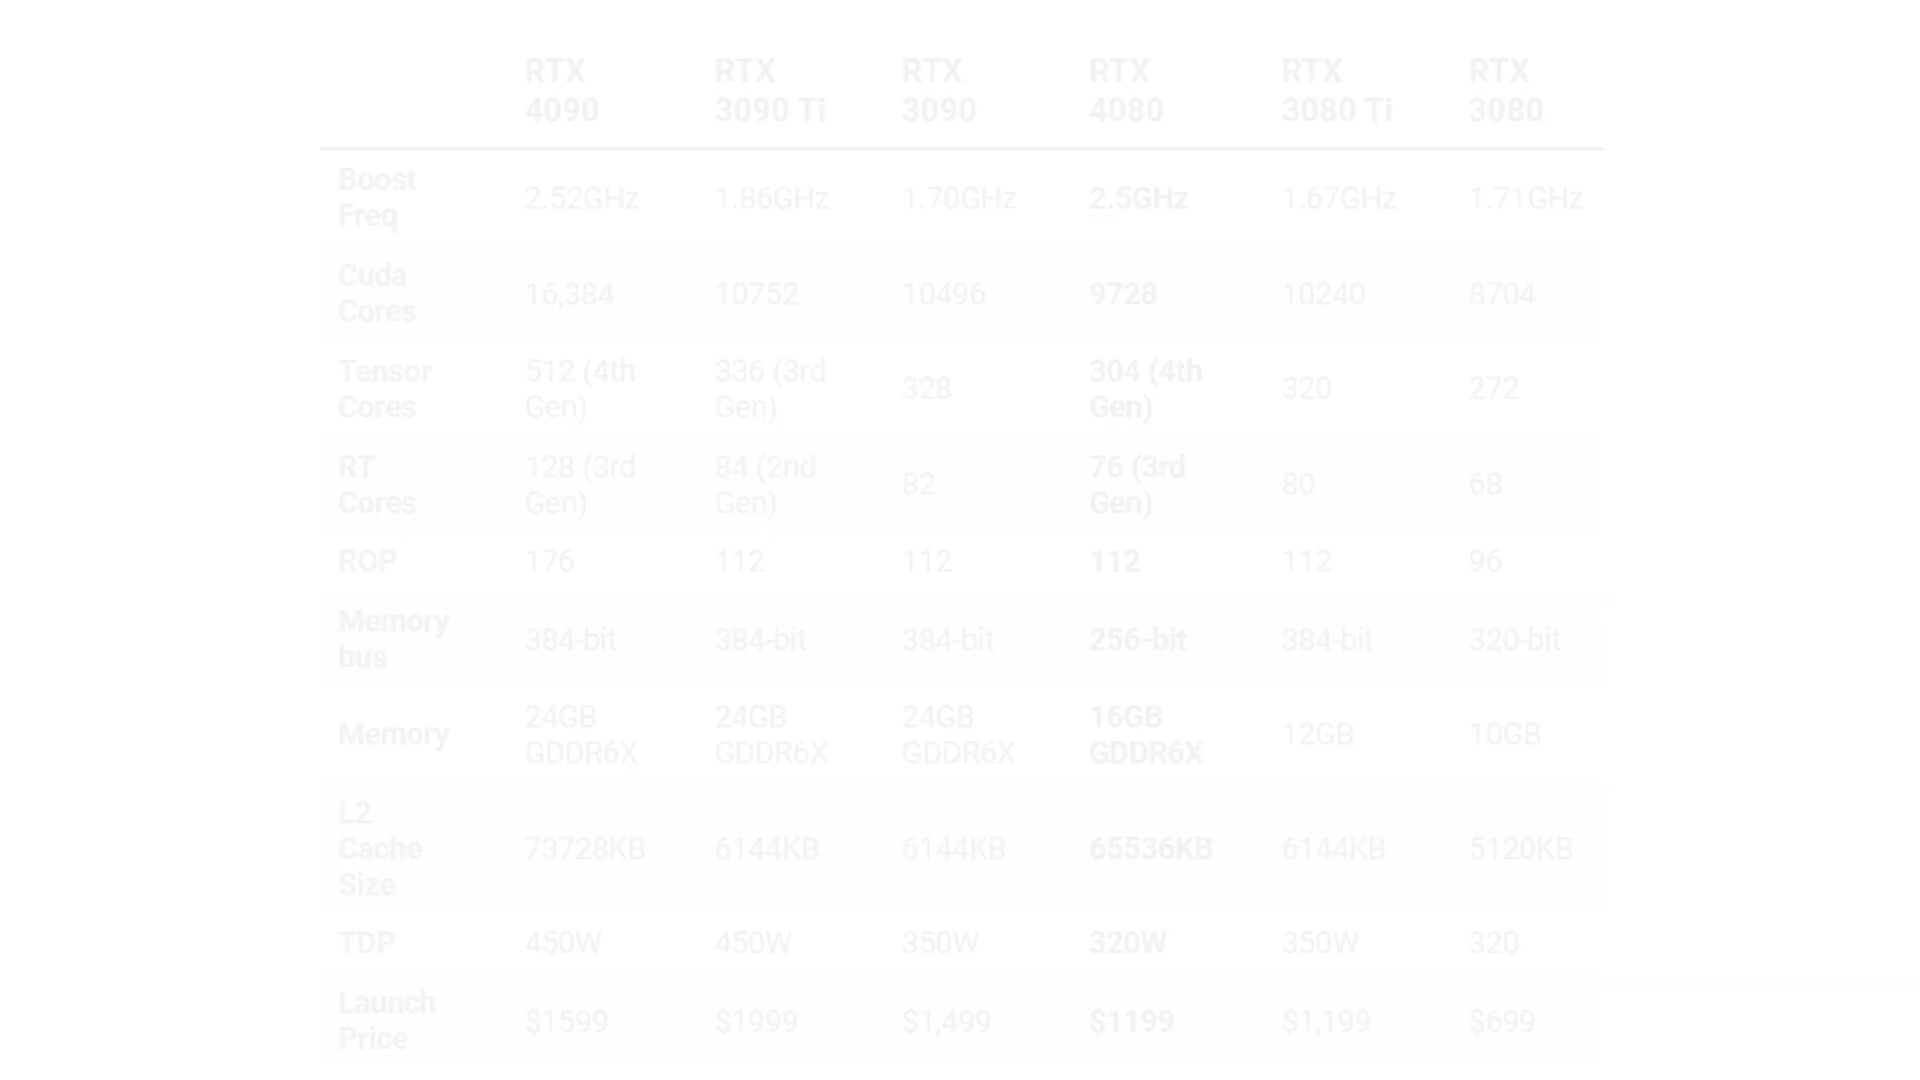 RTX 4090 RTX 3090 Ti RTX 3090 RTX 4080 RTX 3080 Ti RTX 3080
Boost Freq 2.52GHz 1.86GHz 1.70GHz 2.5GHz 1.67GHz 1.71GHz
Cuda Cores 16,384 10752 10496 9728 10240 8704
Tensor Cores 512 (4th Gen) 336 (3rd Gen) 328 304 (4th Gen) 320 272
RT Cores 128 (3rd Gen) 84 (2nd Gen) 82 76 (3rd Gen) 80 68
ROP 176 112 112 112 112 96
Memory bus 384-bit 384-bit 384-bit 256-bit 384-bit 320-bit
Memory 24GB GDDR6X 24GB GDDR6X 24GB GDDR6X 16GB GDDR6X 12GB 10GB
L2 Cache Size 73728KB 6144KB 6144KB 65536KB 6144KB 5120KB
TDP 450W 450W 350W 320W 350W 320
Launch Price $1599 $1999 $1,499 $1199 $1,199 $699